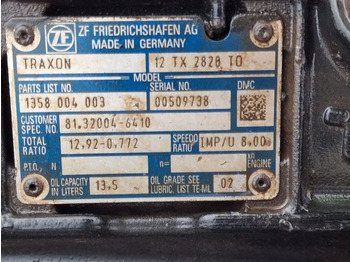 ZF FRIEDRICHSHAFEN AG
MADE IN GERMANY
TRAXON 12 TX 2820 TO
MODEL
PARTS LIST NO. SERIAL NO. DMC
1358 004 003 00509738
CUSTOMER SPEC. NO. 81.32004-6410
TOTAL RATIO 12.92-0.772 SPEEDO RATIO IMP/U 8.00
P.T.O. N n= ENGINE
OIL CAPACITY IN LITERS 13.5 OIL GRADE SEE LUBRIC. LIST TE-ML 02